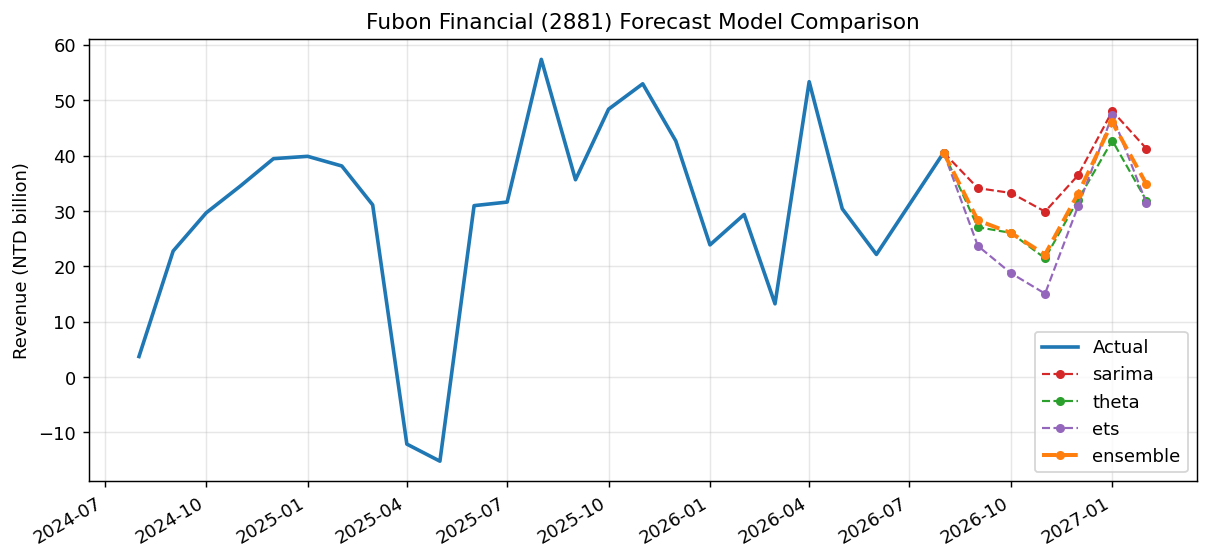 Fubon Financial (2881) Forecast Model Comparison
Revenue (NTD billion)
60
50
40
30
20
10
0
−10
2024-07
2024-10
2025-01
2025-04
2025-07
2025-10
2026-01
2026-04
2026-07
2026-10
2027-01
Actual
sarima
theta
ets
ensemble